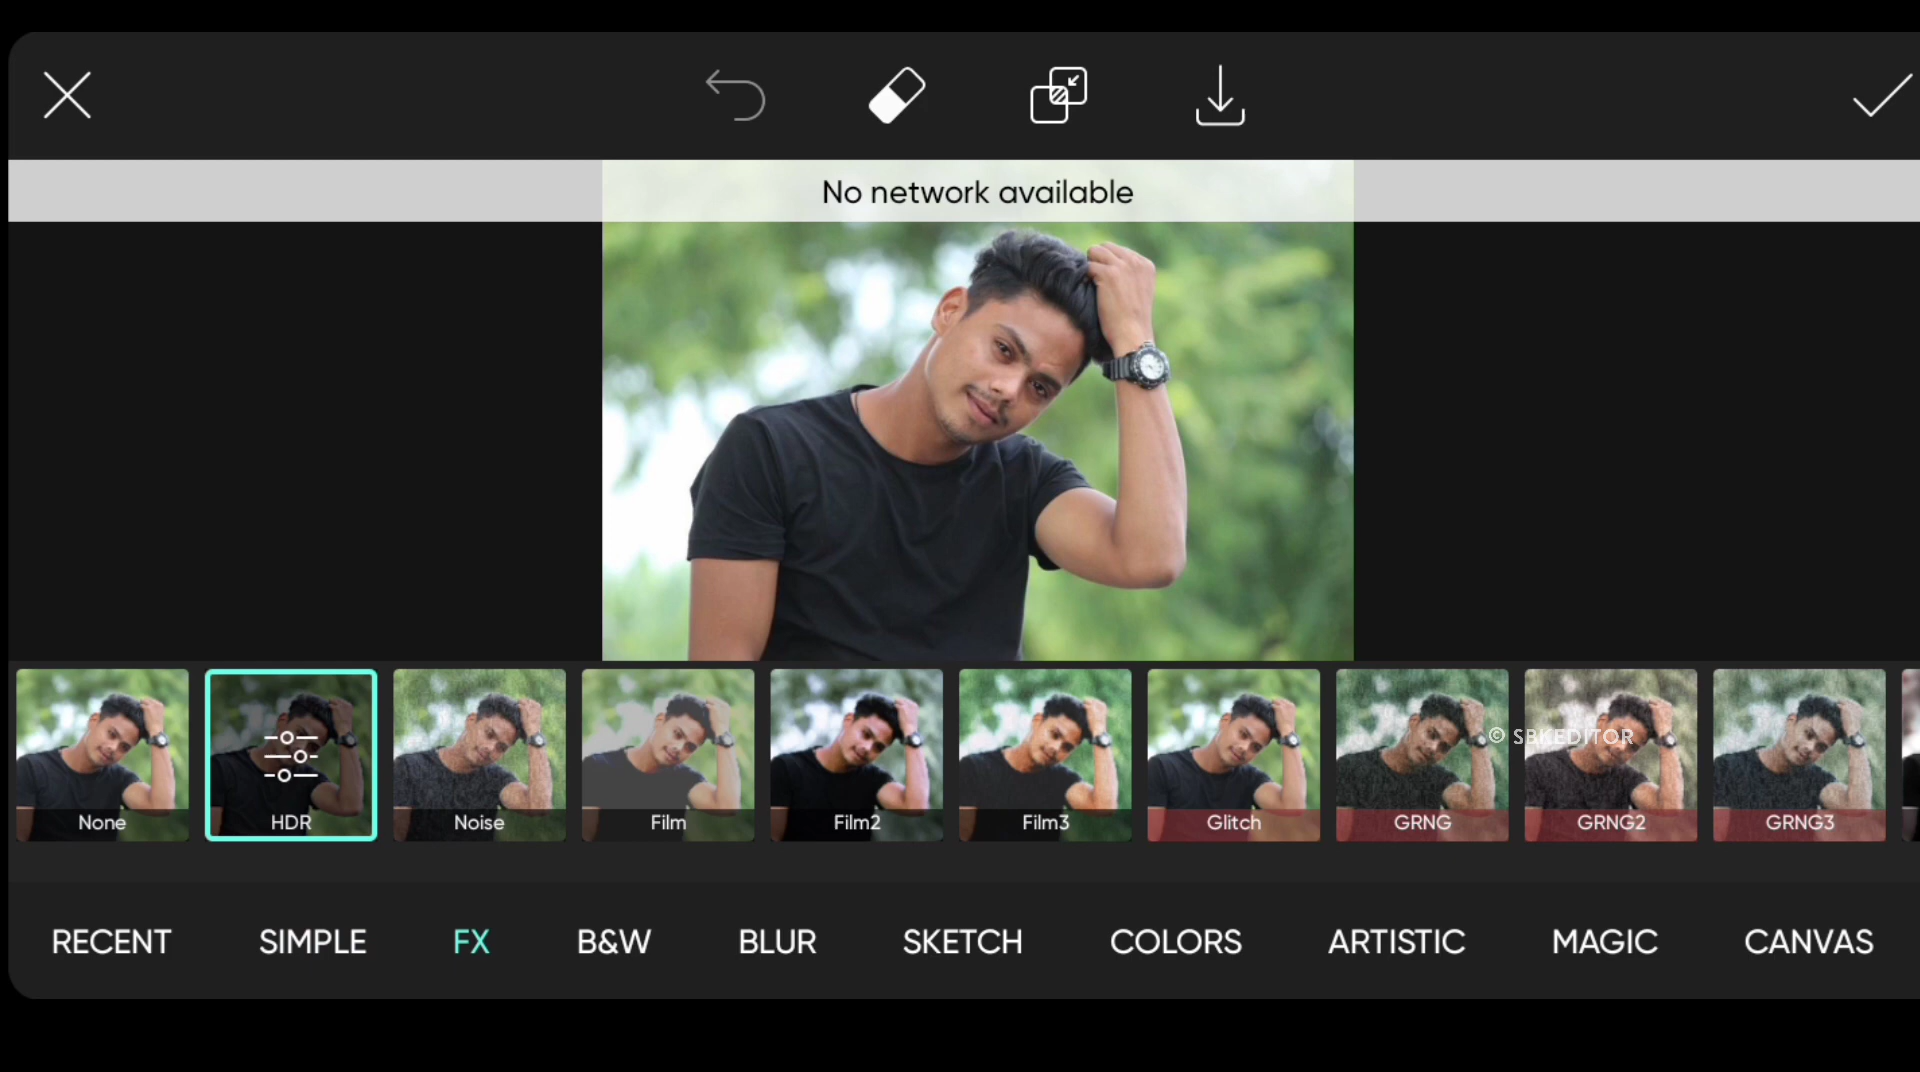 No network available
None
HDR
Noise
Film
Film2
Film3
Glitch
GRNG
GRNG2
GRNG3
© SBKEDITOR
RECENT
SIMPLE
FX
B&W
BLUR
SKETCH
COLORS
ARTISTIC
MAGIC
CANVAS